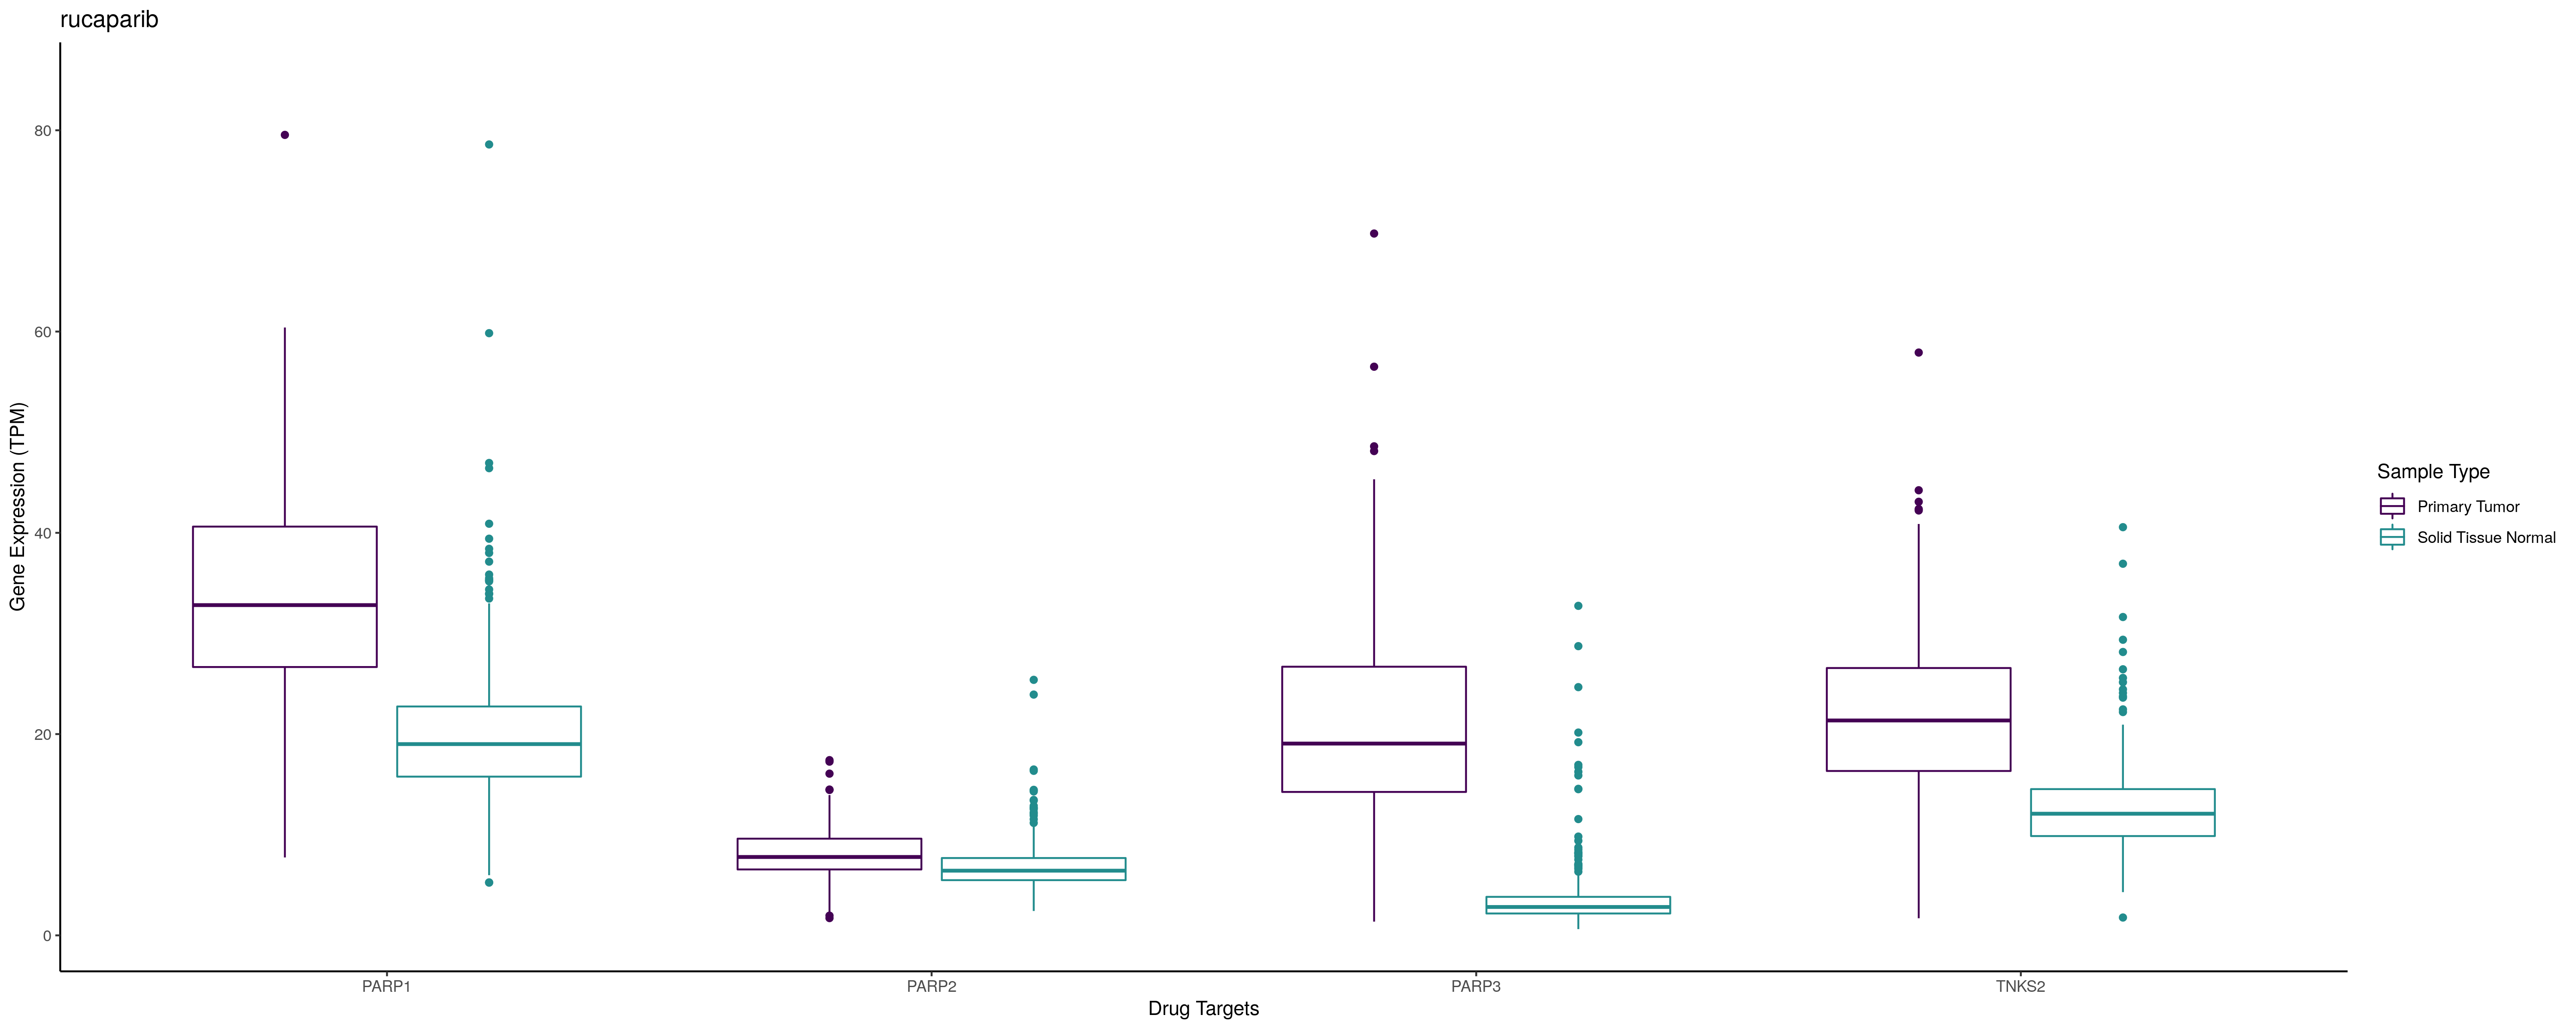 rucaparib
Gene Expression (TPM)
80
60
40
20
0
PARP1
PARP2
PARP3
TNKS2
Drug Targets
Sample Type
Primary Tumor
Solid Tissue Normal